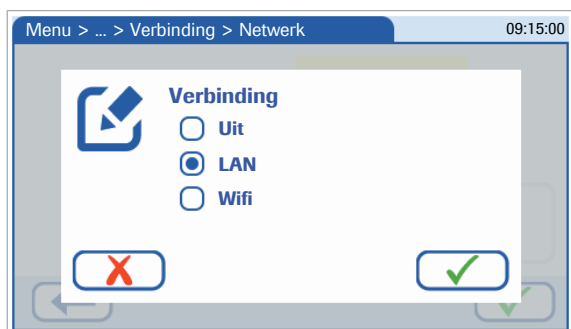 Menu > ... > Verbinding > Netwerk 09:15:00
Verbinding
Uit
LAN
Wifi